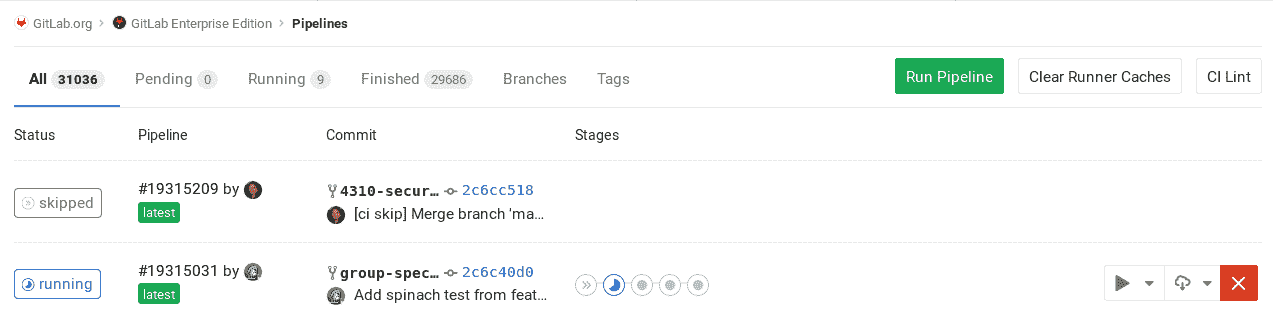 GitLab.org > GitLab Enterprise Edition > Pipelines
All 31036 Pending 0 Running 9 Finished 29686 Branches Tags Run Pipeline Clear Runner Caches CI Lint
Status Pipeline Commit Stages
skipped #19315209 by 4310-secur… 2c6cc518
latest [ci skip] Merge branch 'ma…
running #19315031 by group-spec… 2c6c40d0
latest Add spinach test from feat…